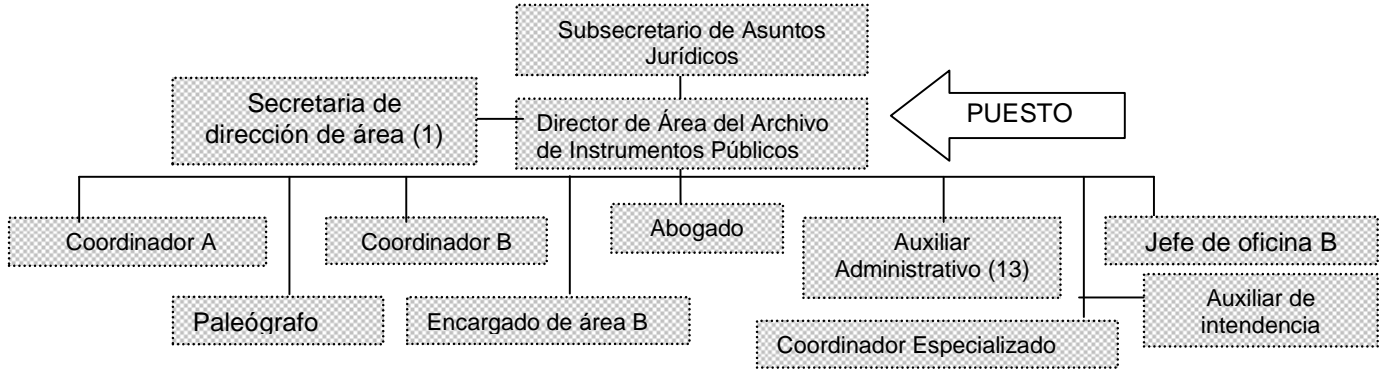 Subsecretario de Asuntos
Jurídicos
Secretaria de
dirección de área (1)
Director de Área del Archivo
de Instrumentos Públicos
PUESTO
Coordinador A
Coordinador B
Abogado
Auxiliar
Administrativo (13)
Jefe de oficina B
Paleógrafo
Encargado de área B
Coordinador Especializado
Auxiliar de
intendencia